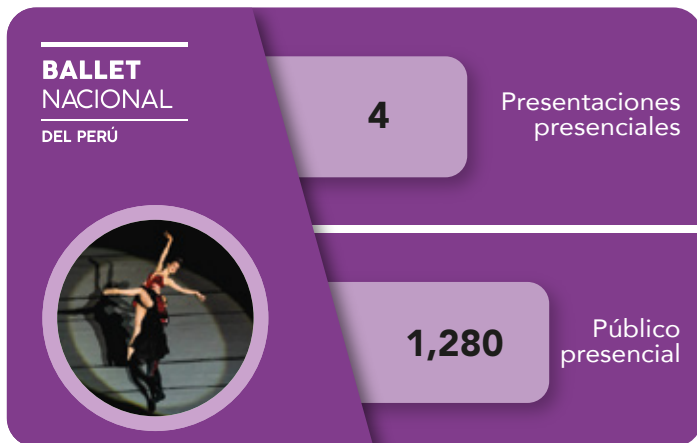 BALLET
NACIONAL
DEL PERÚ
4
Presentaciones
presenciales
1,280
Público
presencial